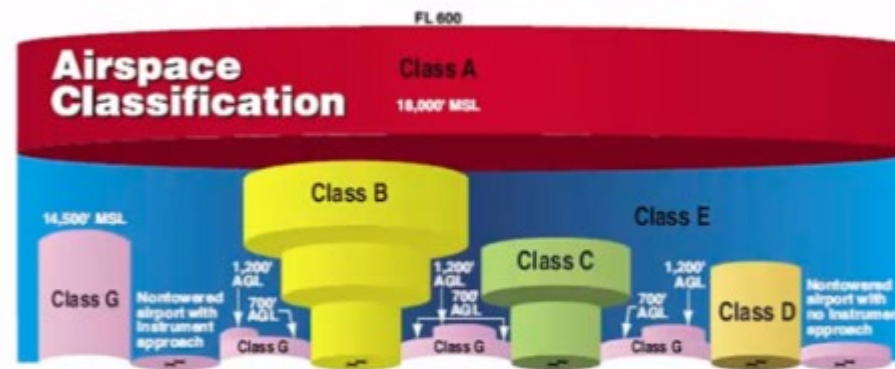 FL 600
Airspace
Classification
Class A
18,000' MSL
Class B
14,500' MSL
Class E
Class C
1,200'
AGL
1,200'
AGL
1,200'
AGL
Class G
Nontowered
airport with
Instrument
approach
700'
AGL
700'
AGL
700'
AGL
Class D
Nontowered
airport with
no Instrument
approach
Class G
Class G
Class G